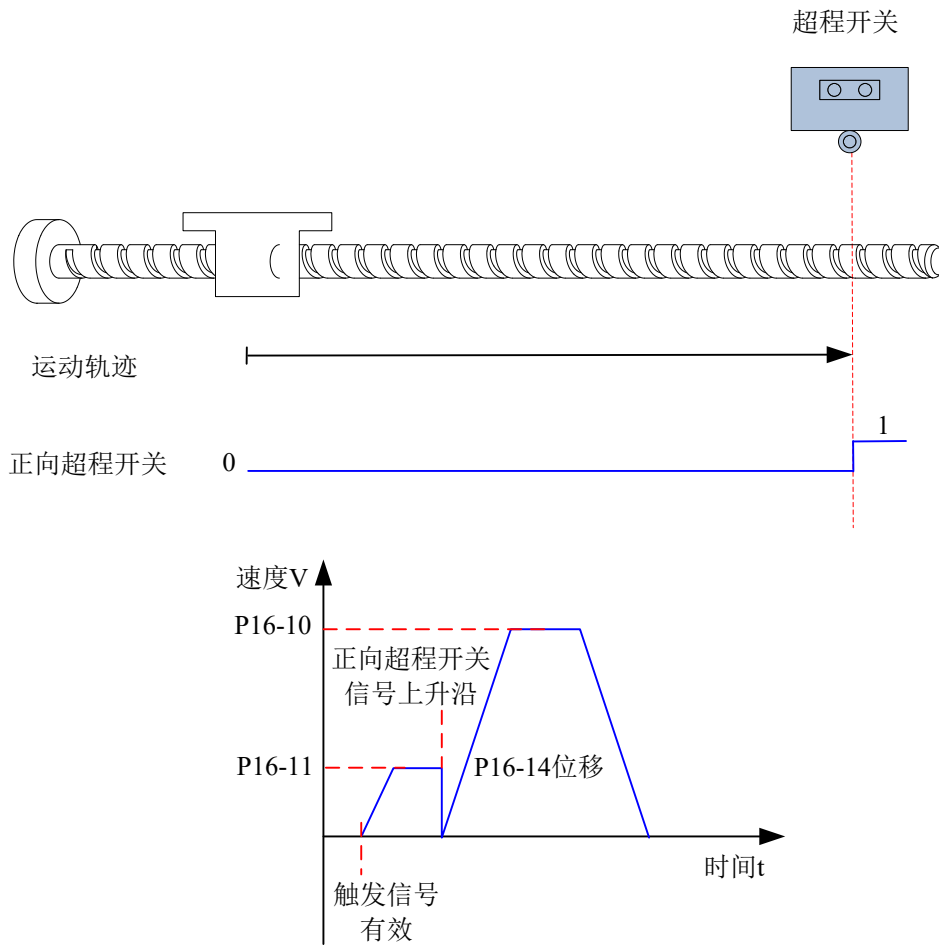 超程开关
运动轨迹
1
正向超程开关 0
速度V
P16-10
正向超程开关
信号上升沿
P16-11
P16-14位移
时间t
触发信号
有效